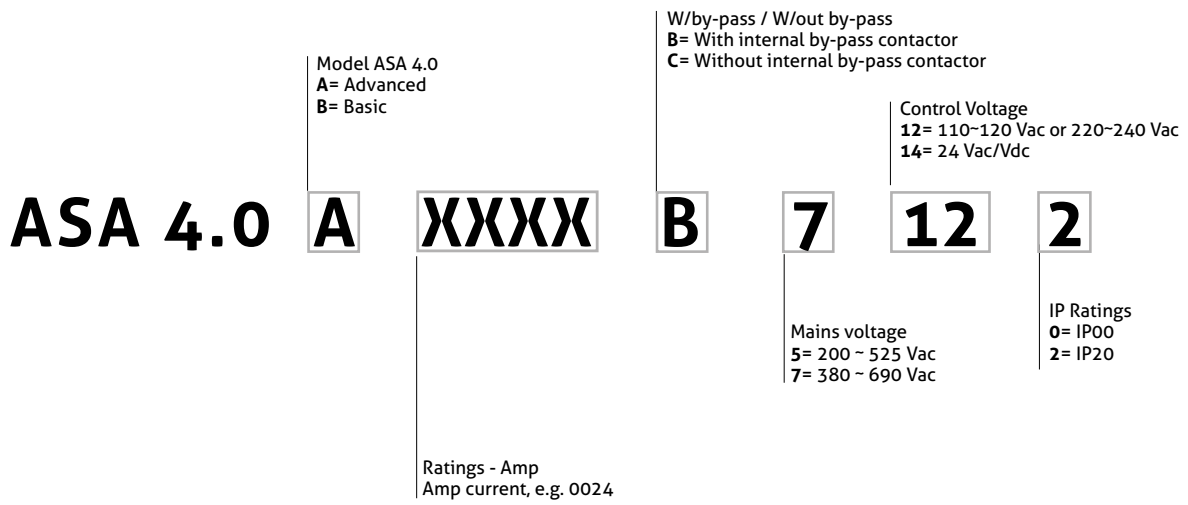 W/by-pass / W/out by-pass
B= With internal by-pass contactor
C= Without internal by-pass contactor
Model ASA 4.0
A= Advanced
B= Basic
Control Voltage
12= 110~120 Vac or 220~240 Vac
14= 24 Vac/Vdc
ASA 4.0 A XXXX B 7 12 2
IP Ratings
0= IP00
2= IP20
Mains voltage
5= 200 ~ 525 Vac
7= 380 ~ 690 Vac
Ratings - Amp
Amp current, e.g. 0024